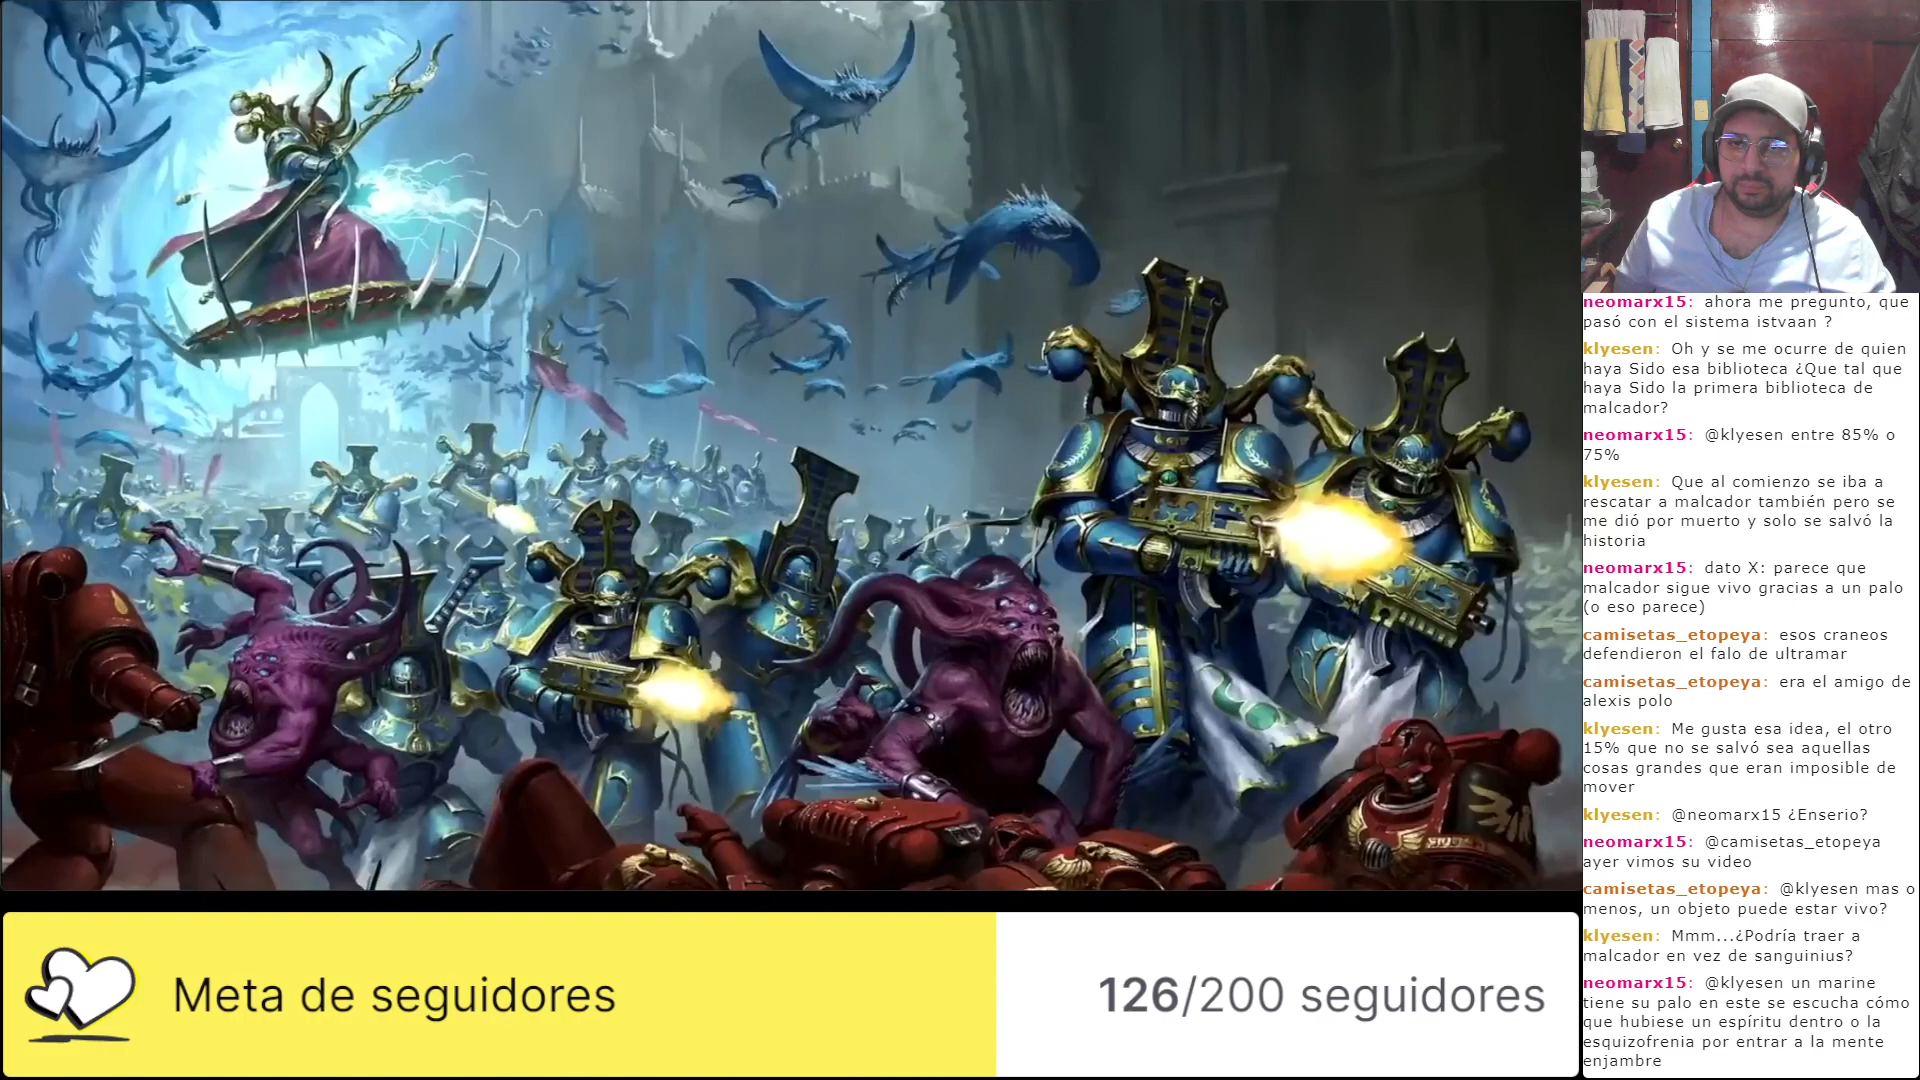 neomarx15: ahora me pregunto, que
pasó con el sistema istvaan ?
klyesen: Oh y se me ocurre de quien
haya Sido esa biblioteca ¿Que tal que
haya Sido la primera biblioteca de
malcador?
neomarx15: @klyesen entre 85% o
75%
klyesen: Que al comienzo se iba a
rescatar a malcador también pero se
me dió por muerto y solo se salvó la
historia
neomarx15: dato X: parece que
malcador sigue vivo gracias a un palo
(o eso parece)
camisetas_etopeya: esos craneos
defendieron el falo de ultramar
camisetas_etopeya: era el amigo de
alexis polo
klyesen: Me gusta esa idea, el otro
15% que no se salvó sea aquellas
cosas grandes que eran imposible de
mover
klyesen: @neomarx15 ¿Enserio?
neomarx15: @camisetas_etopeya
ayer vimos su video
camisetas_etopeya: @klyesen mas o
menos, un objeto puede estar vivo?
klyesen: Mmm...¿Podría traer a
malcador en vez de sanguinius?
neomarx15: @klyesen un marine
tiene su palo en este se escucha cómo
que hubiese un espíritu dentro o la
esquizofrenia por entrar a la mente
enjambre
Meta de seguidores
126/200 seguidores